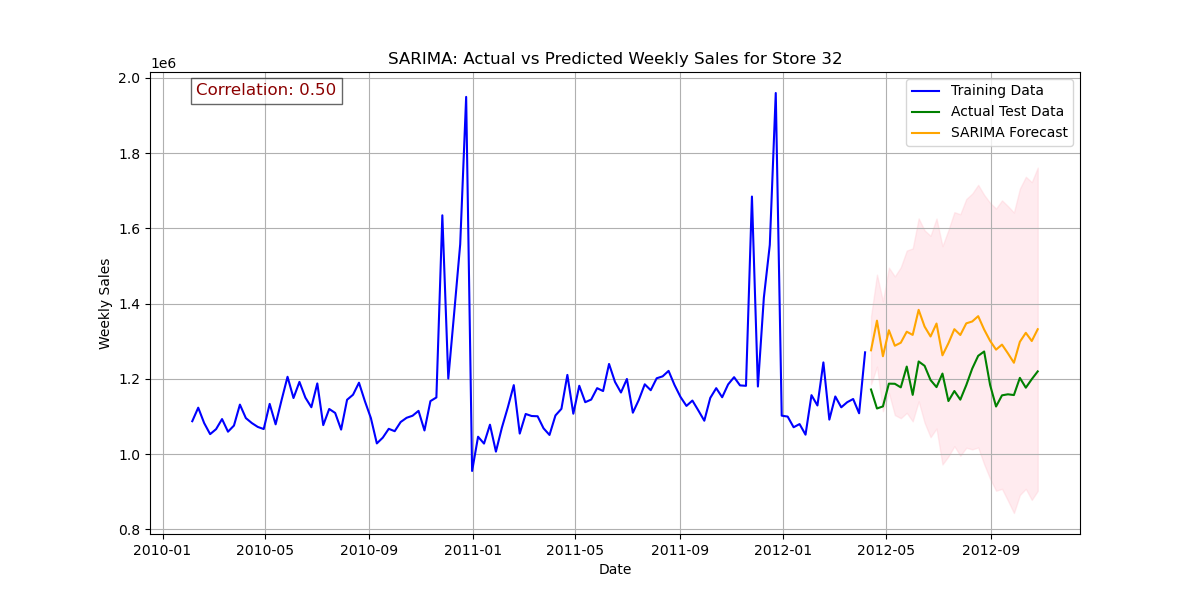 SARIMA: Actual vs Predicted Weekly Sales for Store 32
1e6
Correlation: 0.50
Training Data
Actual Test Data
SARIMA Forecast
2.0
1.8
1.6
1.4
1.2
1.0
0.8
Weekly Sales
2010-01 2010-05 2010-09 2011-01 2011-05 2011-09 2012-01 2012-05 2012-09
Date